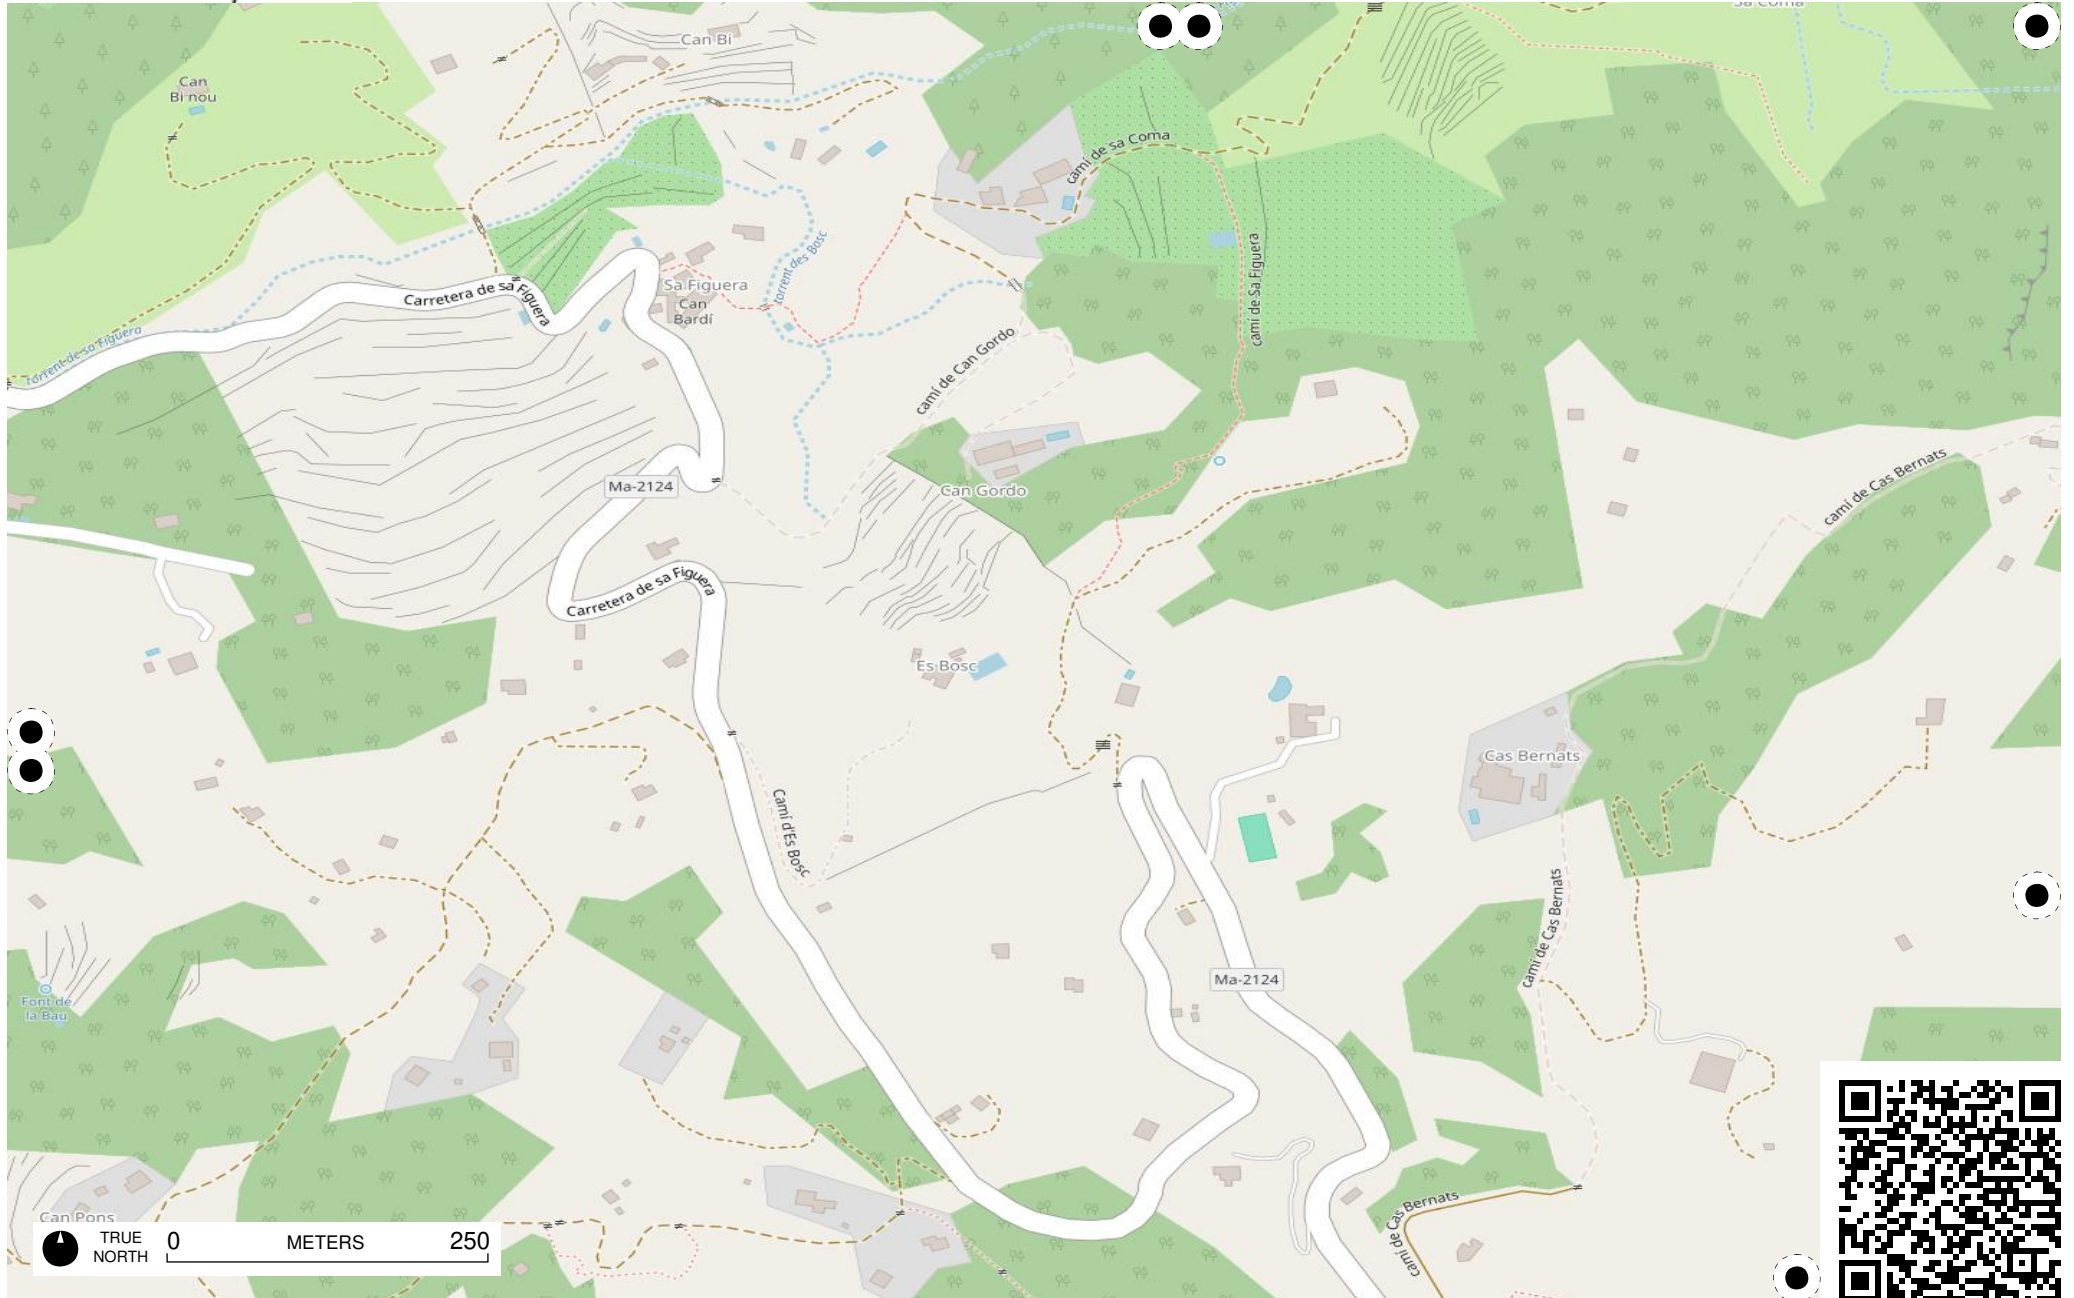 Sa Coma
Can Bi
Can
Bi nou
camí de sa Coma
torrent des Bosc
camí de Sa Figuera
Sa Figuera
Can
Bardí
Carretera de sa Figuera
torrent de sa Figuera
camí de Can Gordo
camí de Cas Bernats
Ma-2124
Can Gordo
Carretera de sa Figuera
Es Bosc
Cas Bernats
Camí d'Es Bosc
camí de Cas Bernats
Ma-2124
Font de
la Bau
Can Pons
camí de Cas Bernats
TRUE
NORTH
0 METERS 250